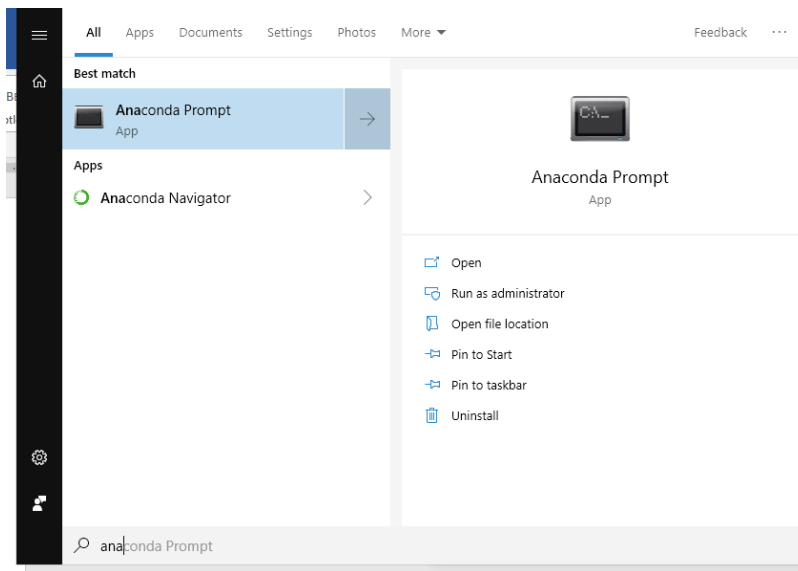 All Apps Documents Settings Photos More Feedback ...
Best match
Anaconda Prompt
App
Apps
Anaconda Navigator
C:\_
Anaconda Prompt
App
Open
Run as administrator
Open file location
Pin to Start
Pin to taskbar
Uninstall
anaconda Prompt